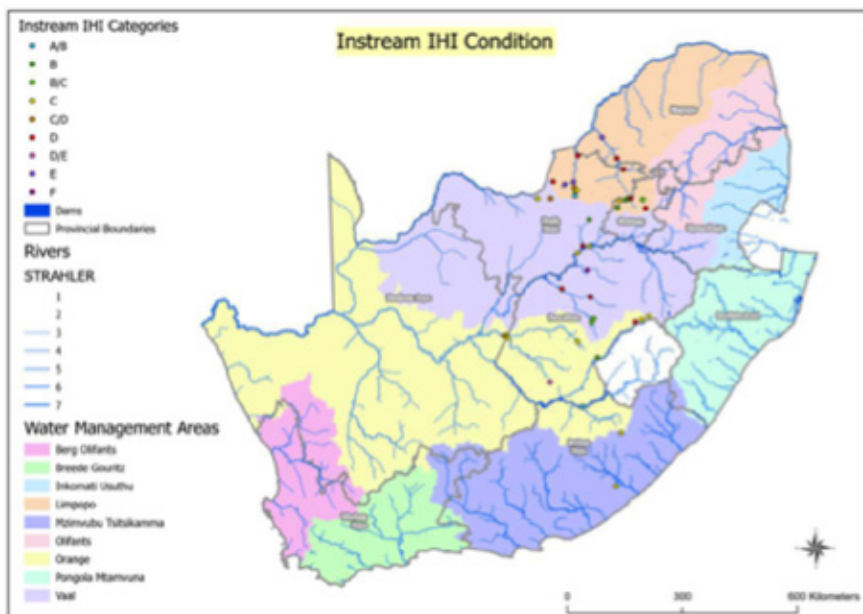 Instream IHI Categories
A/B
B
B/C
C
C/D
D
D/E
E
F
Dams
Provincial Boundaries
Rivers
STRAHLER
1
2
3
4
5
6
7
Water Management Areas
Berg Olifants
Breede Gouritz
Inkomati Usuthu
Limpopo
Mzimvubu Tsitsikamma
Olifants
Orange
Pongola Mtamvuna
Vaal
Instream IHI Condition
0 300 600 Kilometers